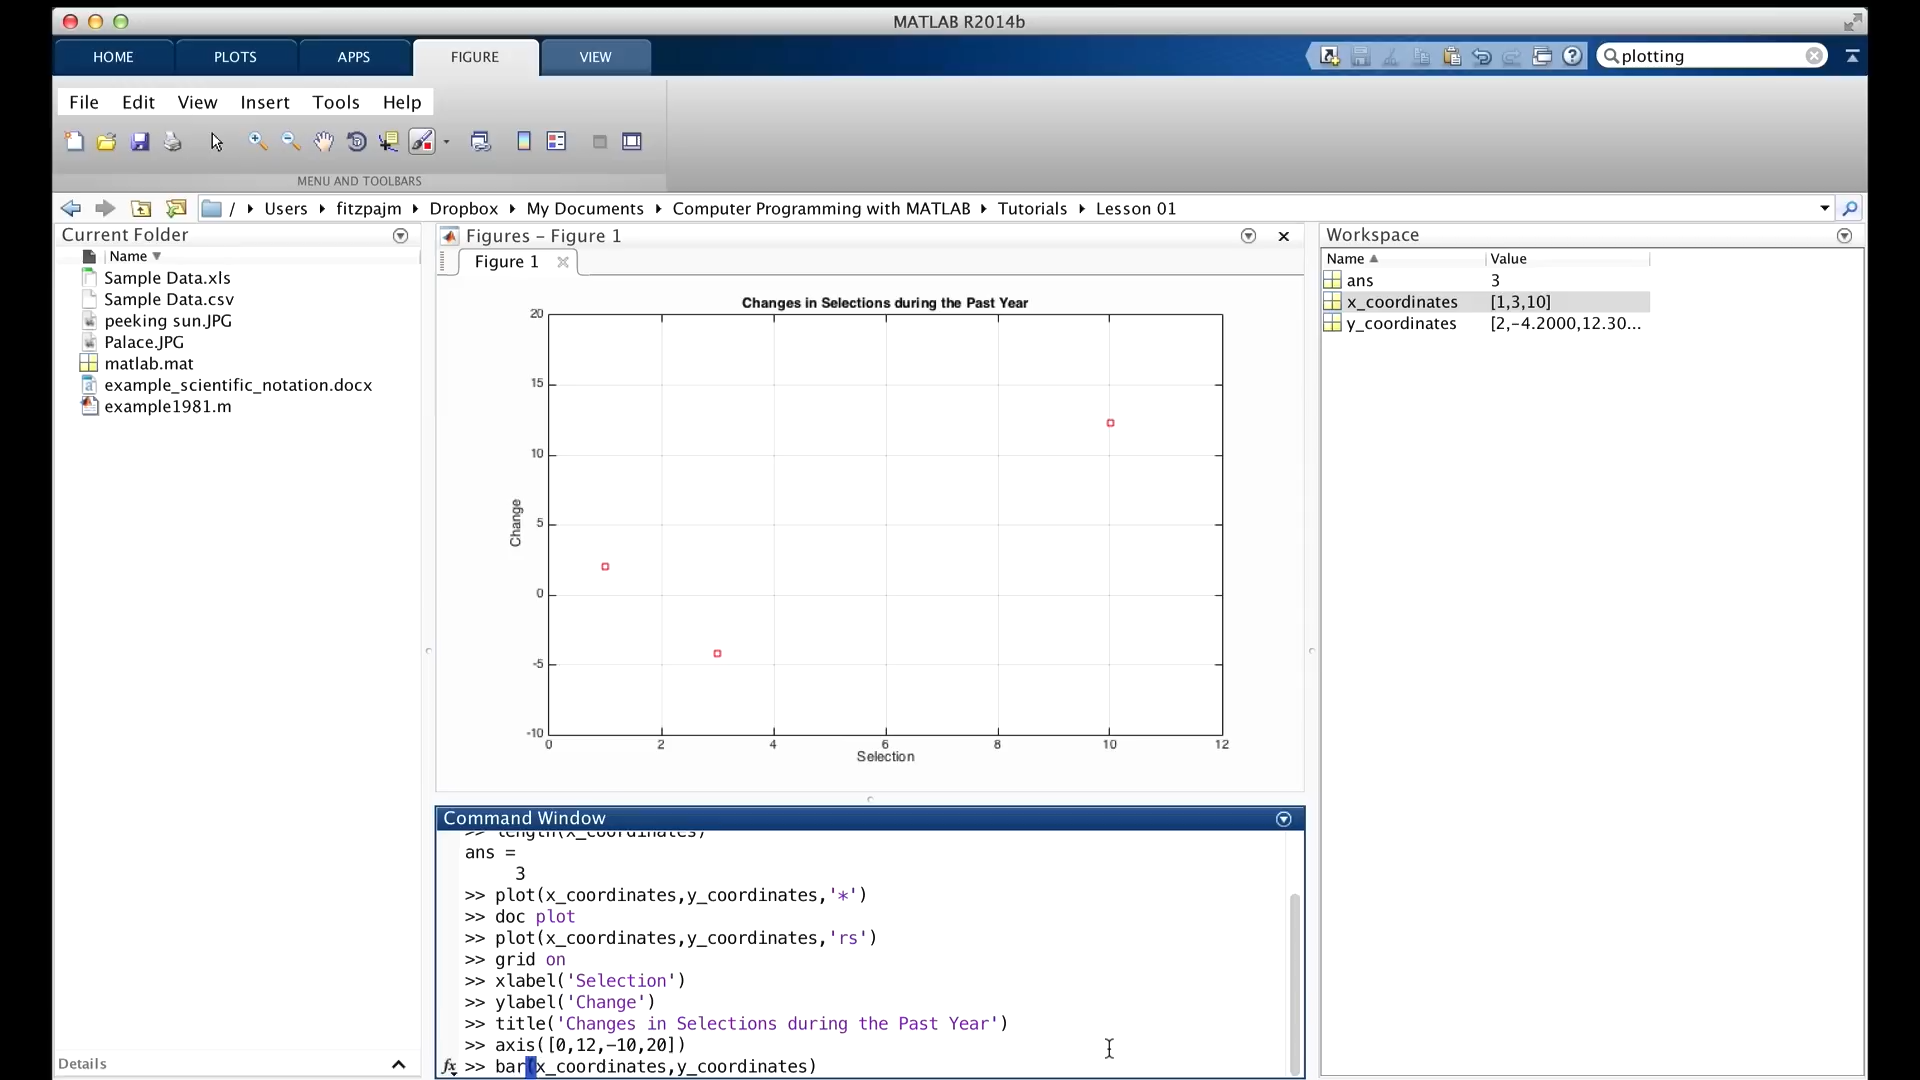 MATLAB R2014b
HOME PLOTS APPS FIGURE VIEW plotting
File Edit View Insert Tools Help
MENU AND TOOLBARS
/ Users fitzpajm Dropbox My Documents Computer Programming with MATLAB Tutorials Lesson 01
Current Folder
Name
Sample Data.xls
Sample Data.csv
peeking sun.JPG
Palace.JPG
matlab.mat
example_scientific_notation.docx
example1981.m
Details
Figures – Figure 1
Figure 1
Changes in Selections during the Past Year
20
15
10
5
0
-5
-10
Change
0 2 4 6 8 10 12
Selection
Command Window
>> length(x_coordinates)
ans =
3
>> plot(x_coordinates,y_coordinates,'*')
>> doc plot
>> plot(x_coordinates,y_coordinates,'rs')
>> grid on
>> xlabel('Selection')
>> ylabel('Change')
>> title('Changes in Selections during the Past Year')
>> axis([0,12,-10,20])
fx >> bar(x_coordinates,y_coordinates)
Workspace
Name Value
ans 3
x_coordinates [1,3,10]
y_coordinates [2,-4.2000,12.30...